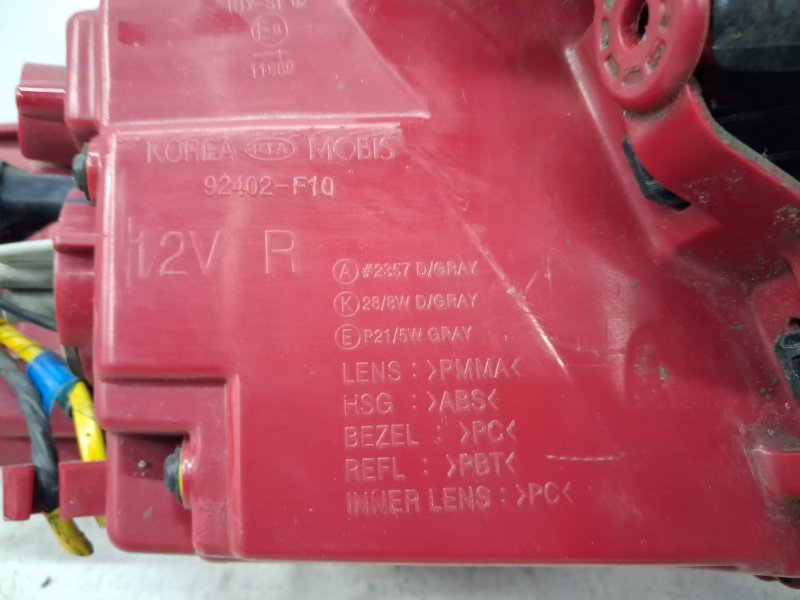 E8
KOREA KIA MOBIS
92402-F10
12V R
A #2357 D/GRAY
K 28/8W D/GRAY
E P21/5W GRAY
LENS : >PMMA<
HSG : >ABS<
BEZEL : >PC<
REFL : >PBT<
INNER LENS : >PC<